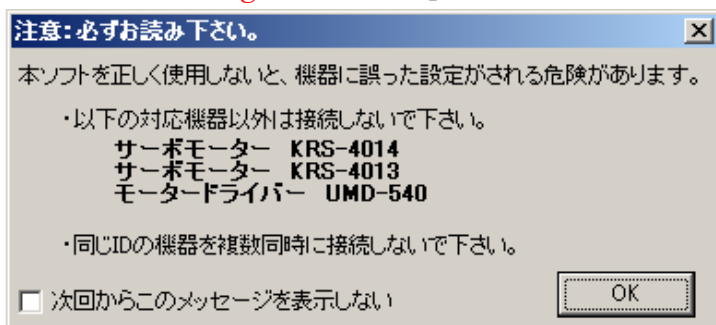 注意：必ずお読み下さい。
本ソフトを正しく使用しないと、機器に誤った設定がされる危険があります。
・以下の対応機器以外は接続しないで下さい。
サーボモーター KRS-4014
サーボモーター KRS-4013
モータードライバー UMD-540
・同じIDの機器を複数同時に接続しないで下さい。
次回からこのメッセージを表示しない
OK